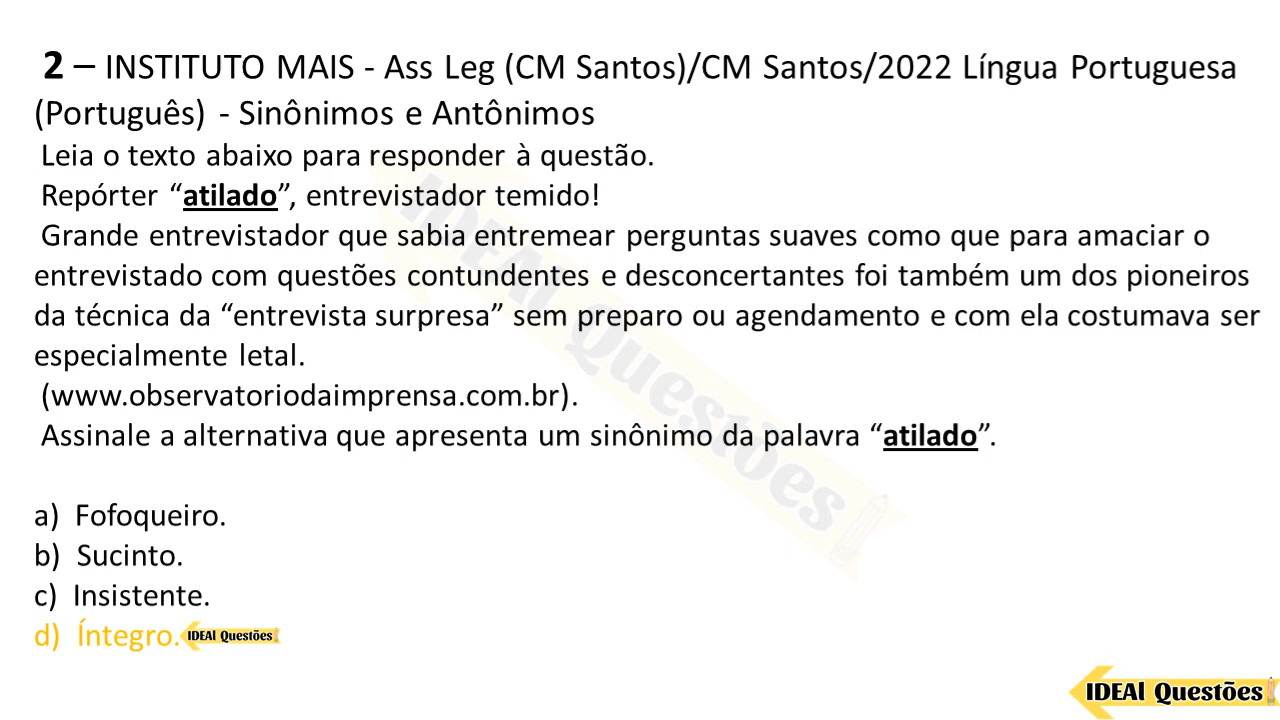 2 – INSTITUTO MAIS - Ass Leg (CM Santos)/CM Santos/2022 Língua Portuguesa
(Português) - Sinônimos e Antônimos
Leia o texto abaixo para responder à questão.
Repórter “atilado”, entrevistador temido!
Grande entrevistador que sabia entremear perguntas suaves como que para amaciar o
entrevistado com questões contundentes e desconcertantes foi também um dos pioneiros
da técnica da “entrevista surpresa” sem preparo ou agendamento e com ela costumava ser
especialmente letal.
(www.observatoriodaimprensa.com.br).
Assinale a alternativa que apresenta um sinônimo da palavra “atilado”.
a) Fofoqueiro.
b) Sucinto.
c) Insistente.
d) Íntegro. IDEAl Questões
IDEAl Questões
IDEAl Questões